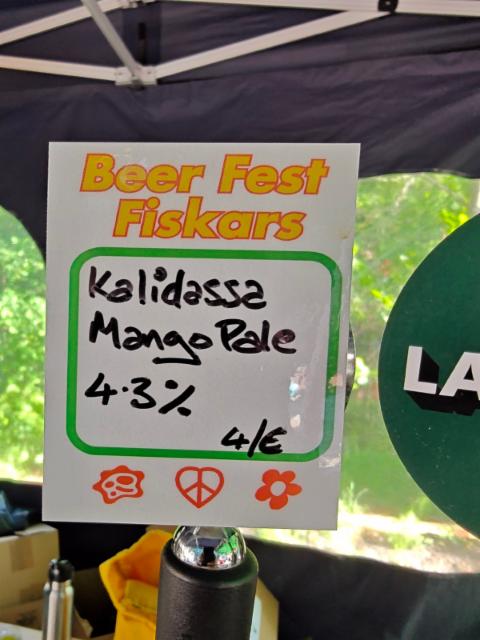 Beer Fest
Fiskars
Kalidassa
Mango Pale
4.3%
4/€
LA